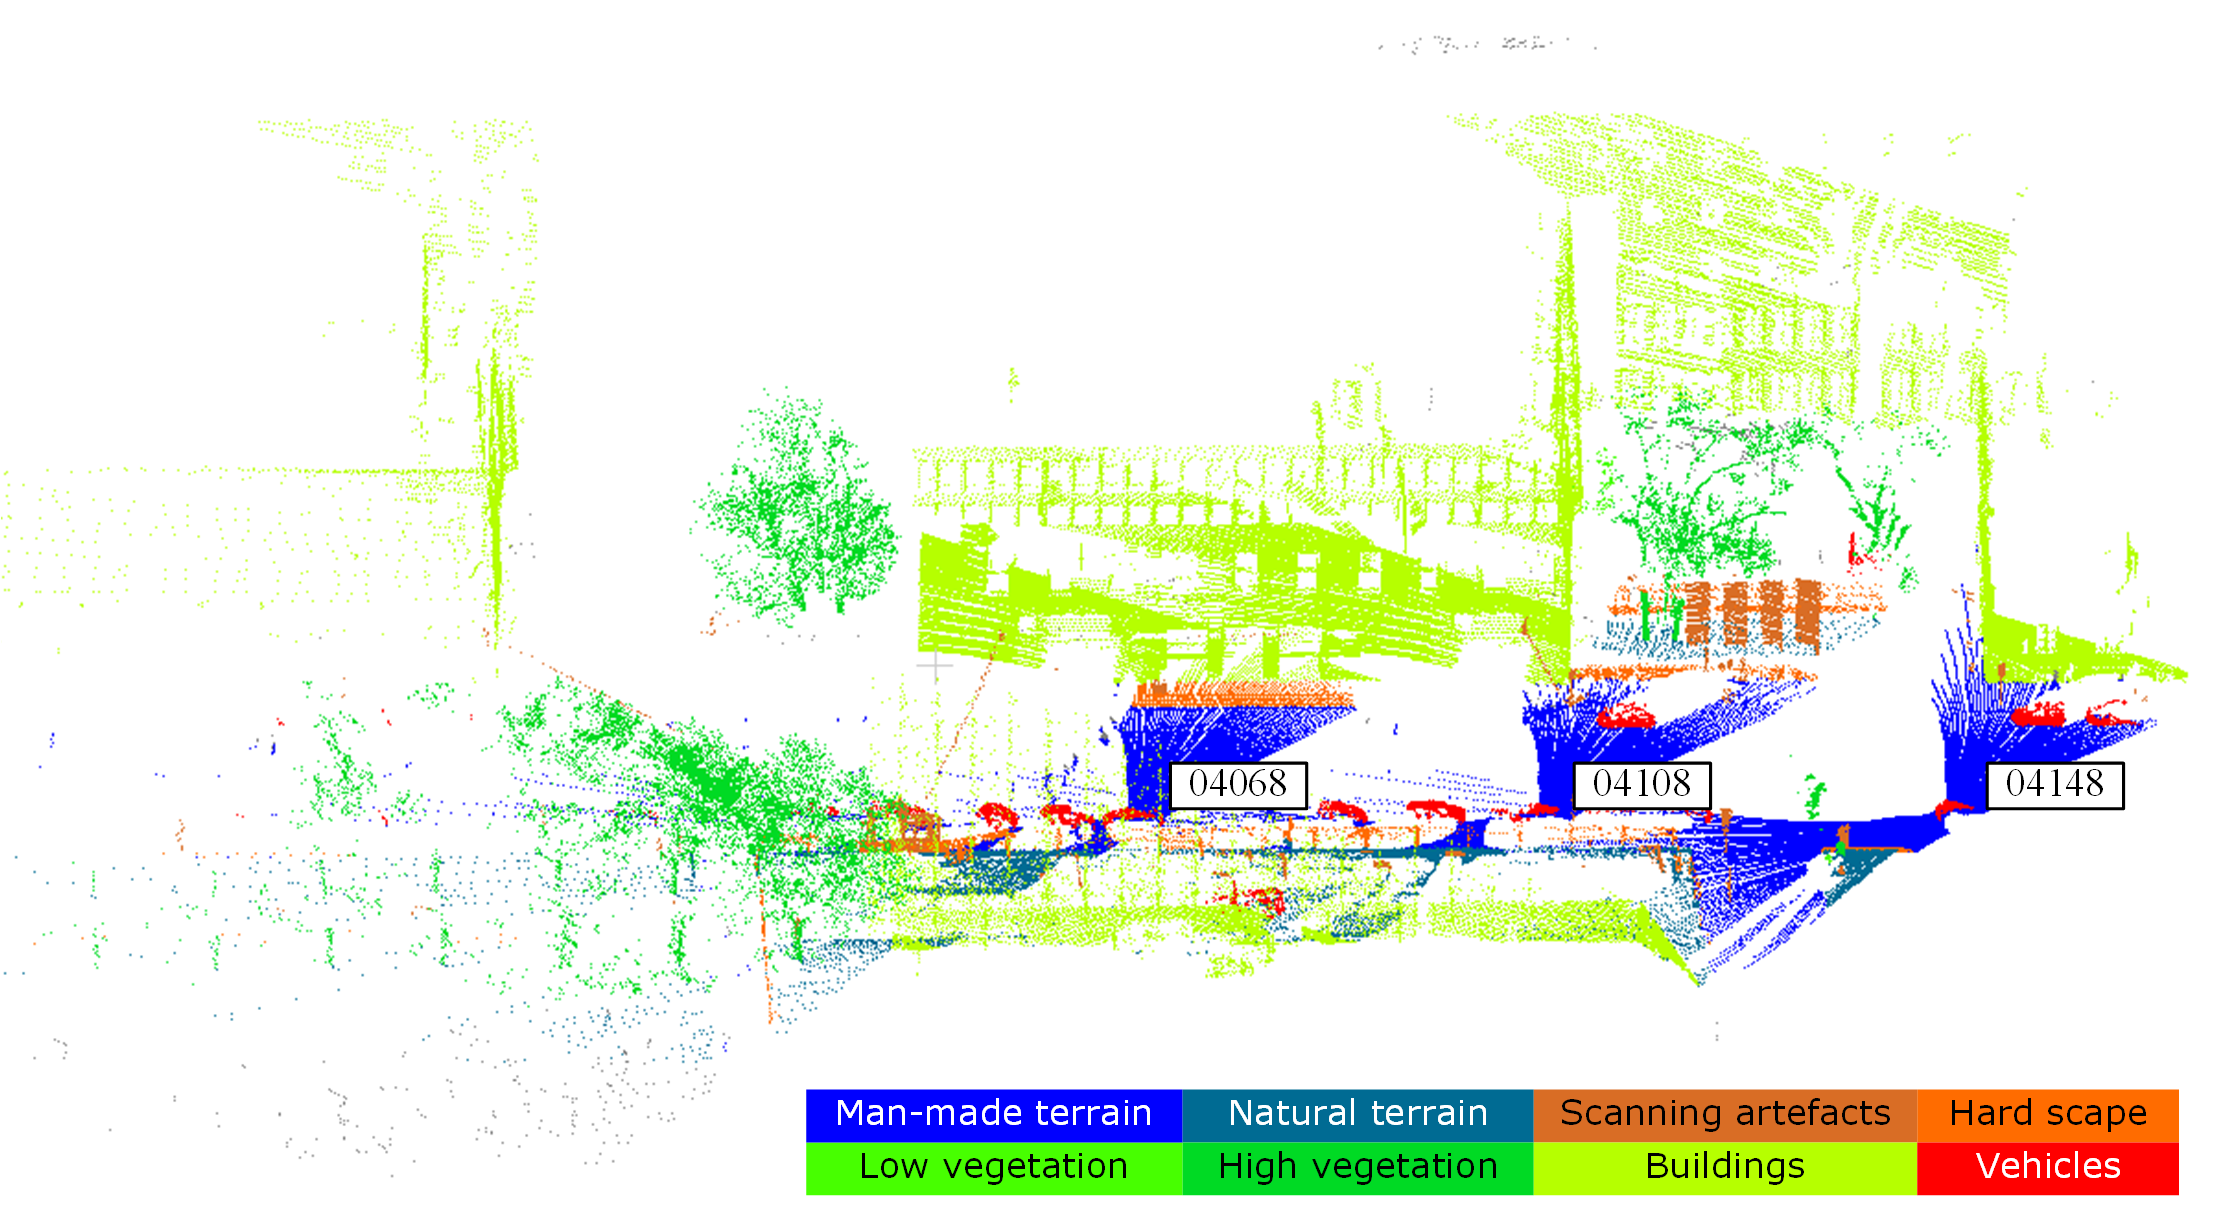 04068 04108 04148
Man-made terrain Natural terrain Scanning artefacts Hard scape
Low vegetation High vegetation Buildings Vehicles